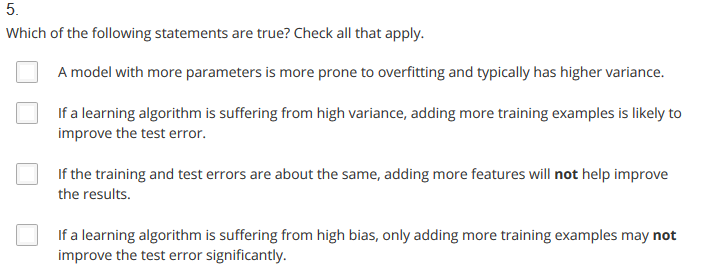 5.
Which of the following statements are true? Check all that apply.
A model with more parameters is more prone to overfitting and typically has higher variance.
If a learning algorithm is suffering from high variance, adding more training examples is likely to
improve the test error.
If the training and test errors are about the same, adding more features will not help improve
the results.
If a learning algorithm is suffering from high bias, only adding more training examples may not
improve the test error significantly.